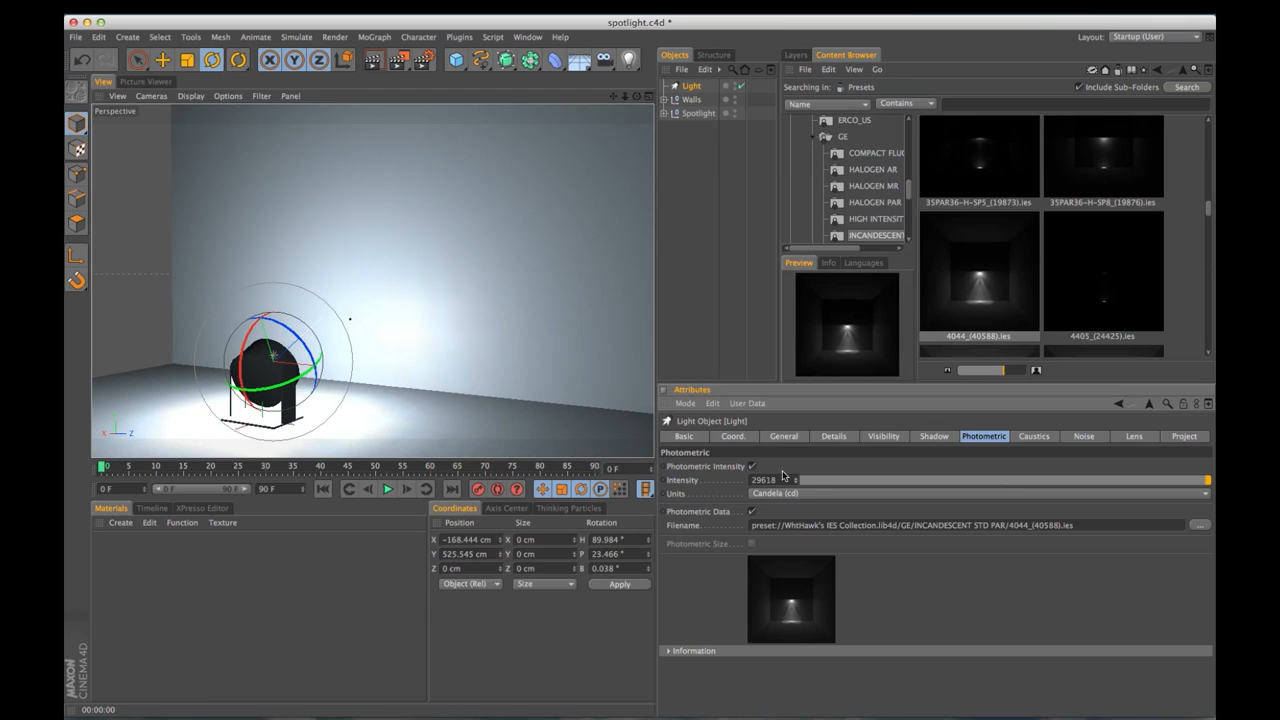 spotlight.c4d *
File Edit Create Select Tools Mesh Animate Simulate Render MoGraph Character Plugins Script Window Help
Layout: Startup (User)
View Picture Viewer
View Cameras Display Options Filter Panel
Perspective
Y
X Z
Objects Structure
File Edit
Light
Walls
Spotlight
Layers Content Browser
File Edit View Go
Searching In: Presets
Include Sub-Folders Search
Name Contains
ERCO_US
GE
COMPACT FLUC
HALOGEN AR
HALOGEN MR
HALOGEN PAR
HIGH INTENSIT
INCANDESCENT
35PAR36-H-SP5_(19873).ies 35PAR36-H-SP8_(19876).ies
4044_(40588).ies 4405_(24425).ies
Preview Info Languages
Attributes
Mode Edit User Data
Light Object [Light]
Basic Coord. General Details Visibility Shadow Photometric Caustics Noise Lens Project
Photometric
Photometric Intensity
Intensity 29618
Units Candela (cd)
Photometric Data
Filename preset://WhtHawk's IES Collection.lib4d/GE/INCANDESCENT STD PAR/4044_(40588).ies ...
Photometric Size
Information
0 5 10 15 20 25 30 35 40 45 50 55 60 65 70 75 80 85 90 0 F
0 F 0 F 90 F 90 F
Materials Timeline XPresso Editor
Create Edit Function Texture
Coordinates Axis Center Thinking Particles
Position Size Rotation
X -168.444 cm X 0 cm H 89.984 °
Y 525.545 cm Y 0 cm P 23.466 °
Z 0 cm Z 0 cm B 0.038 °
Object (Rel) Size Apply
MAXON
CINEMA4D
00:00:00